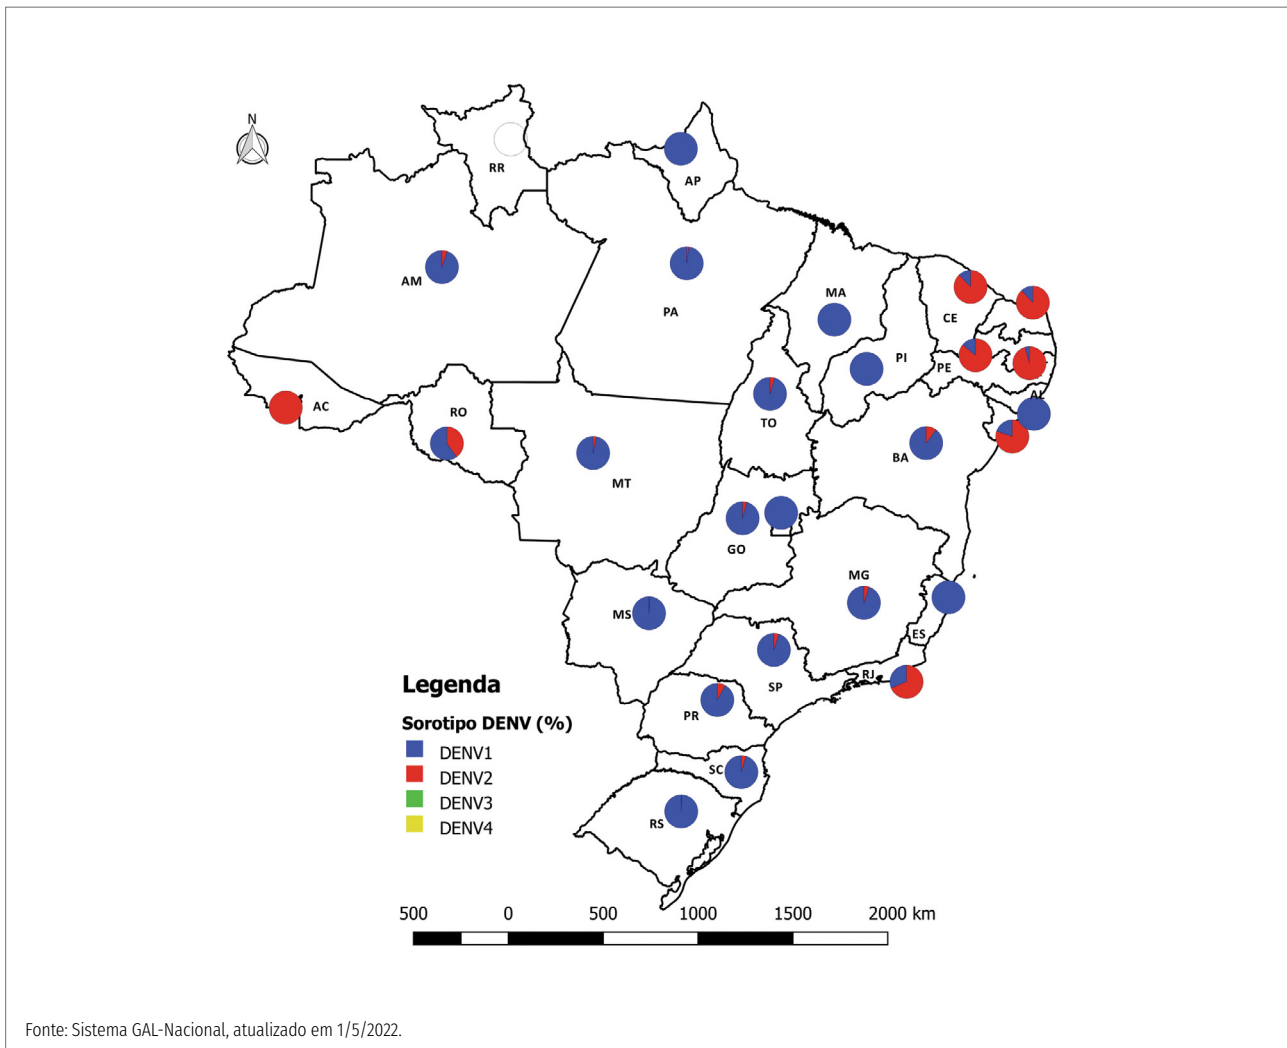 N
RR
AP
AM
PA
MA
CE
PI
PE
AC
RO
TO
AL
BA
MT
GO
MG
MS
ES
RJ
SP
PR
SC
RS
Legenda
Sorotipo DENV (%)
DENV1
DENV2
DENV3
DENV4
500 0 500 1000 1500 2000 km
Fonte: Sistema GAL-Nacional, atualizado em 1/5/2022.